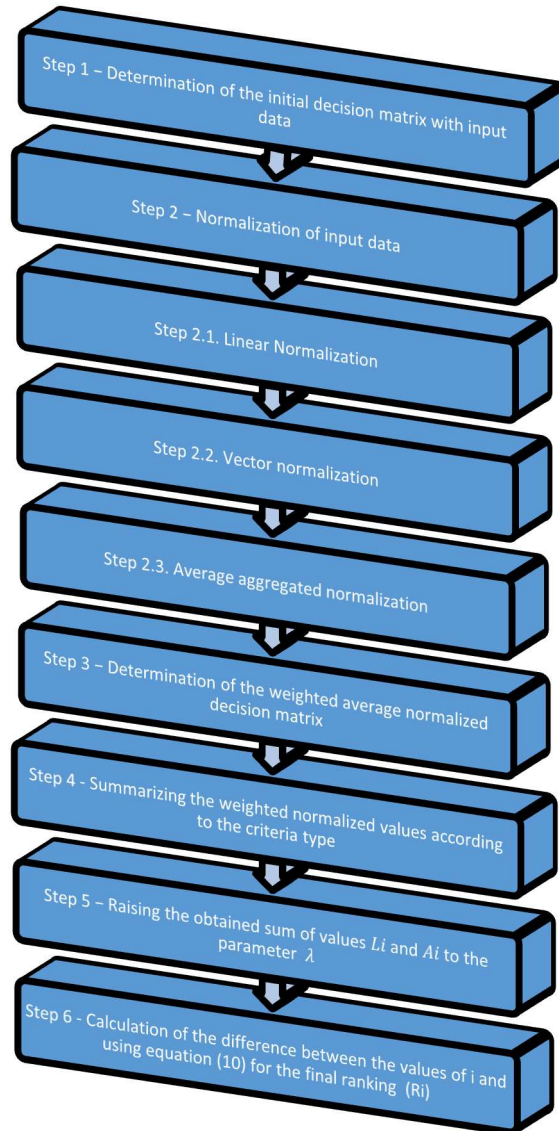 Step 1 – Determination of the initial decision matrix with input
data
Step 2 – Normalization of input data
Step 2.1. Linear Normalization
Step 2.2. Vector normalization
Step 2.3. Average aggregated normalization
Step 3 – Determination of the weighted average normalized
decision matrix
Step 4 - Summarizing the weighted normalized values according
to the criteria type
Step 5 – Raising the obtained sum of values Li and Ai to the
parameter λ
Step 6 - Calculation of the difference between the values of i and
using equation (10) for the final ranking (Ri)